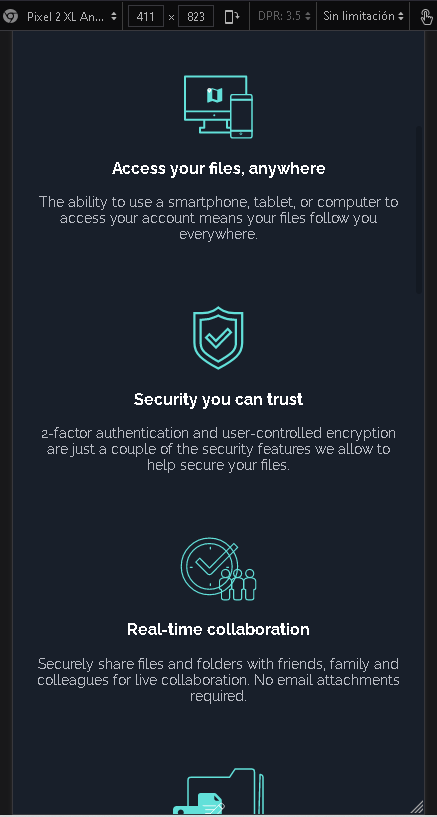 Pixel 2 XL An... 411 × 823 DPR: 3.5 Sin limitación
Access your files, anywhere
The ability to use a smartphone, tablet, or computer to
access your account means your files follow you
everywhere.
Security you can trust
2-factor authentication and user-controlled encryption
are just a couple of the security features we allow to
help secure your files.
Real-time collaboration
Securely share files and folders with friends, family and
colleagues for live collaboration. No email attachments
required.